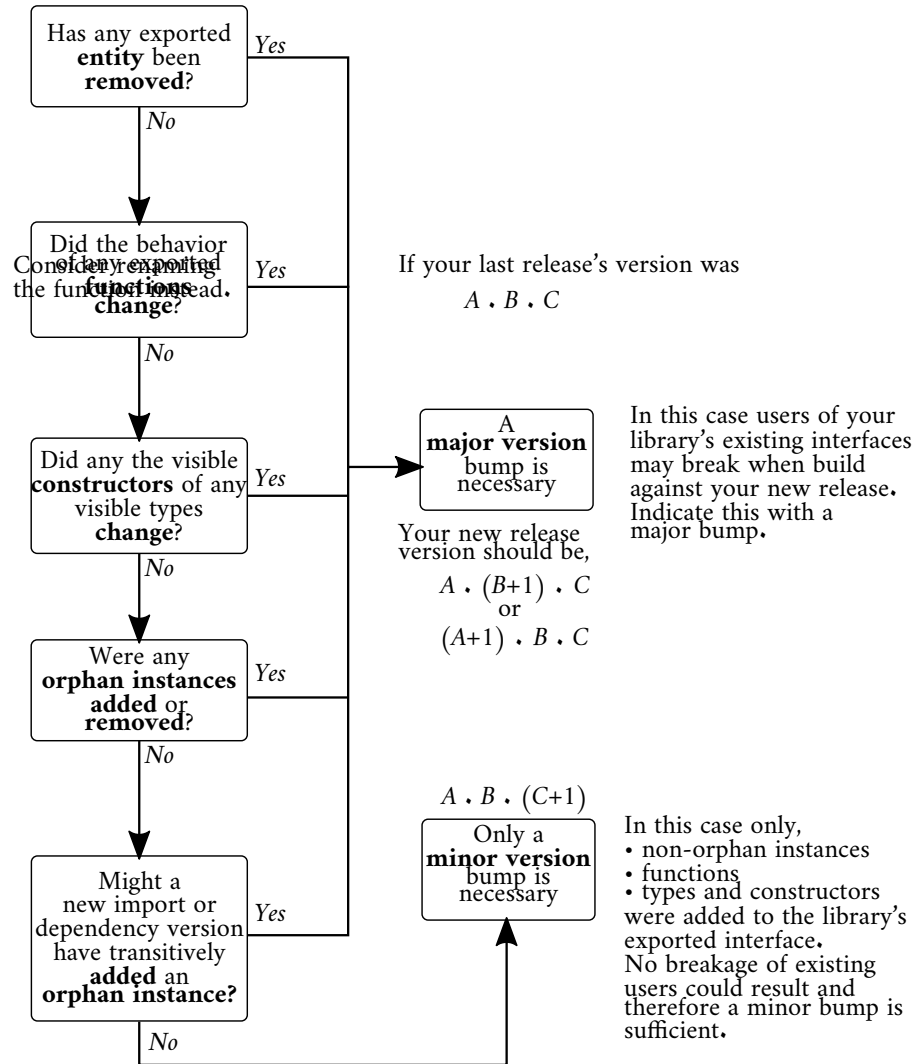 Has any exported
entity been
removed?
Yes
No
Did the behavior
of any exported
functions
change?
Consider renaming
the function instead.
Yes
No
If your last release's version was
A . B . C
Did any the visible
constructors of any
visible types
change?
Yes
No
A
major version
bump is
necessary
In this case users of your
library's existing interfaces
may break when build
against your new release.
Indicate this with a
major bump.
Your new release
version should be,
A . (B+1) . C
or
(A+1) . B . C
Were any
orphan instances
added or
removed?
Yes
No
Might a
new import or
dependency version
have transitively
added an
orphan instance?
Yes
No
A . B . (C+1)
Only a
minor version
bump is
necessary
In this case only,
• non-orphan instances
• functions
• types and constructors
were added to the library's
exported interface.
No breakage of existing
users could result and
therefore a minor bump is
sufficient.